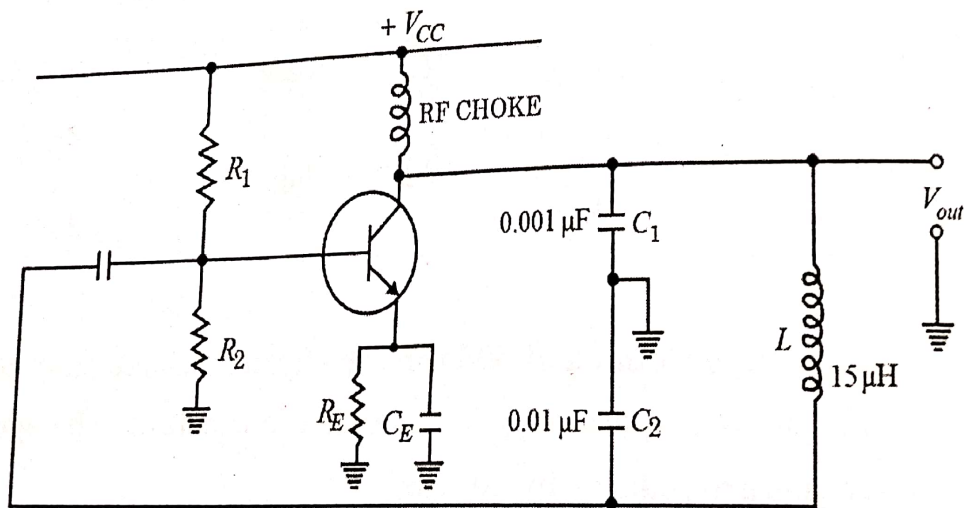 + V_CC
RF CHOKE
R_1
0.001 μF
C_1
V_out
R_2
L
15 μH
R_E
C_E
0.01 μF
C_2